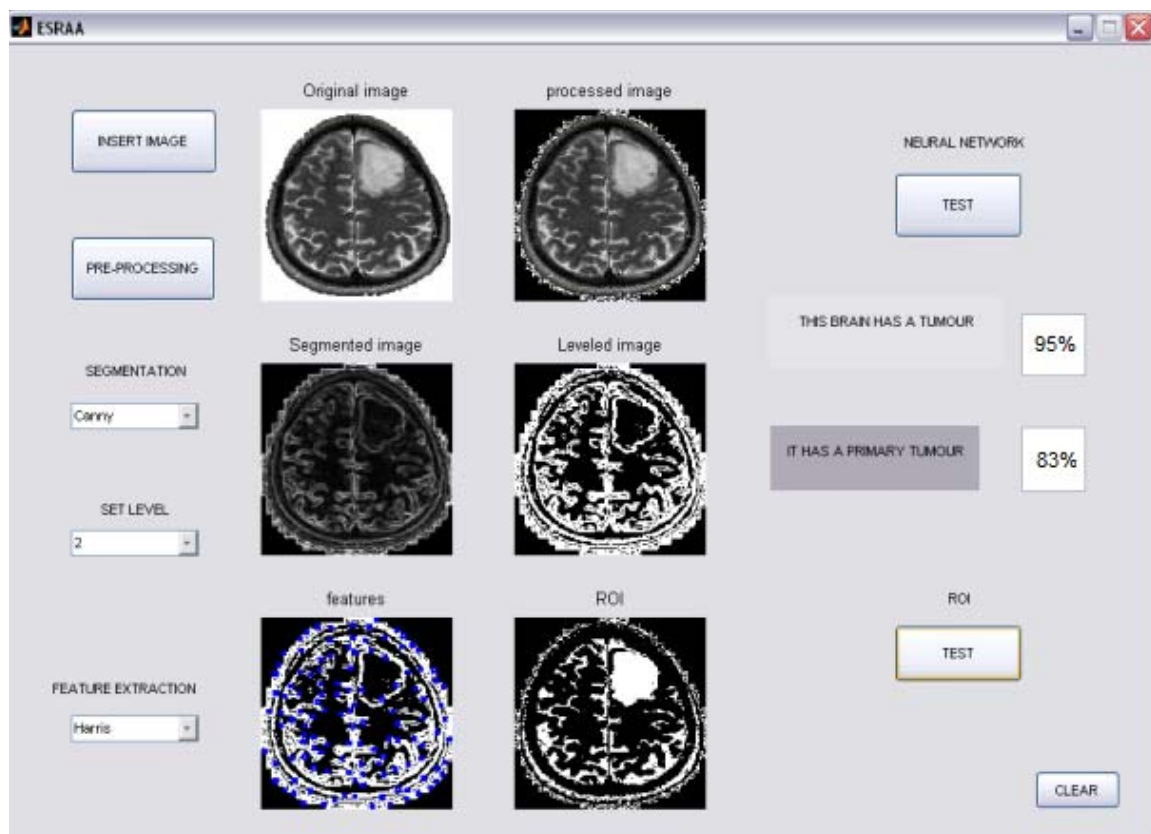 ESRAA
Original image
processed image
INSERT IMAGE
NEURAL NETWORK
TEST
PRE-PROCESSING
THIS BRAIN HAS A TUMOUR
95%
Segmented image
Leveled image
SEGMENTATION
Canny
IT HAS A PRIMARY TUMOUR
83%
SET LEVEL
2
features
ROI
ROI
TEST
FEATURE EXTRACTION
Harris
CLEAR